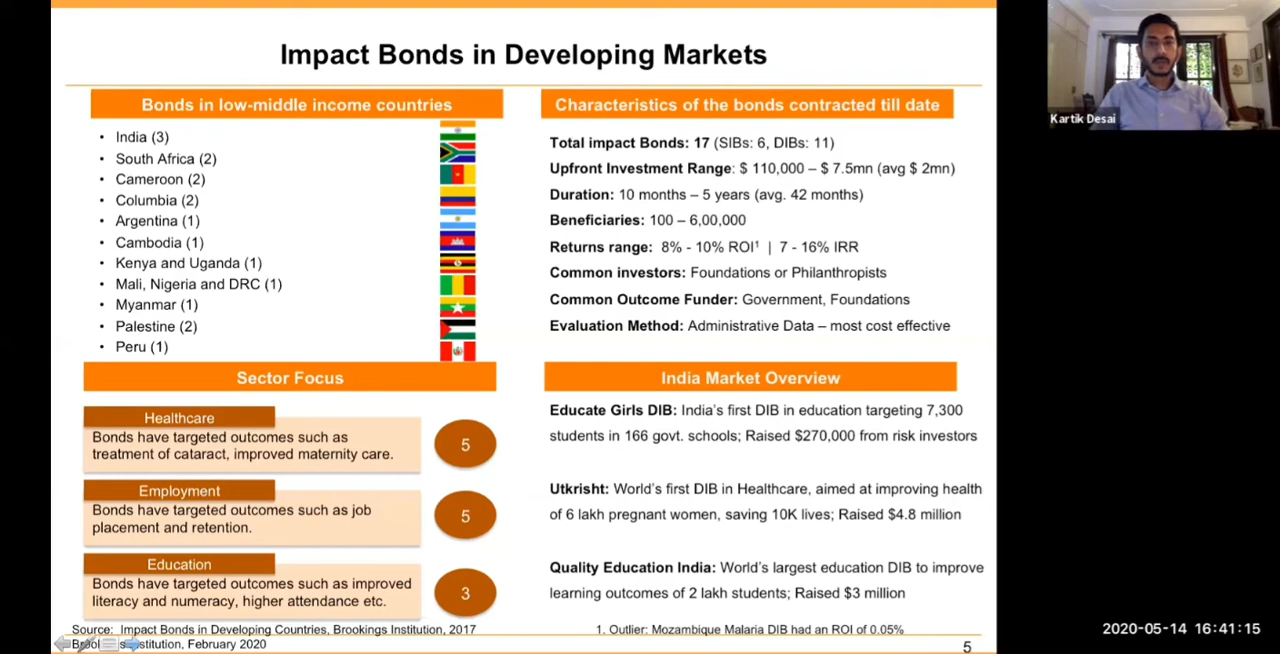 Impact Bonds in Developing Markets
Bonds in low-middle income countries
• India (3)
• South Africa (2)
• Cameroon (2)
• Columbia (2)
• Argentina (1)
• Cambodia (1)
• Kenya and Uganda (1)
• Mali, Nigeria and DRC (1)
• Myanmar (1)
• Palestine (2)
• Peru (1)
Characteristics of the bonds contracted till date
Total impact Bonds: 17 (SIBs: 6, DIBs: 11)
Upfront Investment Range: $ 110,000 – $ 7.5mn (avg $ 2mn)
Duration: 10 months – 5 years (avg. 42 months)
Beneficiaries: 100 – 6,00,000
Returns range: 8% - 10% ROI¹ | 7 - 16% IRR
Common investors: Foundations or Philanthropists
Common Outcome Funder: Government, Foundations
Evaluation Method: Administrative Data – most cost effective
Sector Focus
Healthcare
Bonds have targeted outcomes such as
treatment of cataract, improved maternity care.
5
Employment
Bonds have targeted outcomes such as job
placement and retention.
5
Education
Bonds have targeted outcomes such as improved
literacy and numeracy, higher attendance etc.
3
India Market Overview
Educate Girls DIB: India's first DIB in education targeting 7,300
students in 166 govt. schools; Raised $270,000 from risk investors
Utkrisht: World's first DIB in Healthcare, aimed at improving health
of 6 lakh pregnant women, saving 10K lives; Raised $4.8 million
Quality Education India: World's largest education DIB to improve
learning outcomes of 2 lakh students; Raised $3 million
Source: Impact Bonds in Developing Countries, Brookings Institution, 2017
February 2020
1. Outlier: Mozambique Malaria DIB had an ROI of 0.05%
5
Kartik Desai
2020-05-14 16:41:15